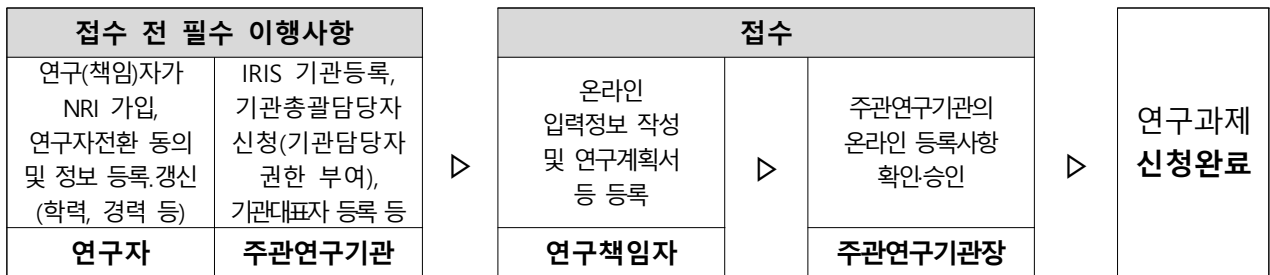 접수 전 필수 이행사항
연구(책임)자가
NRI 가입,
연구자전환 동의
및 정보 등록.갱신
(학력, 경력 등)
연구자
IRIS 기관등록,
기관총괄담당자
신청(기관담당자
권한 부여),
기관대표자 등록 등
주관연구기관
▷
접수
온라인
입력정보 작성
및 연구계획서
등 등록
연구책임자
▷
주관연구기관의
온라인 등록사항
확인·승인
주관연구기관장
▷
연구과제
신청완료